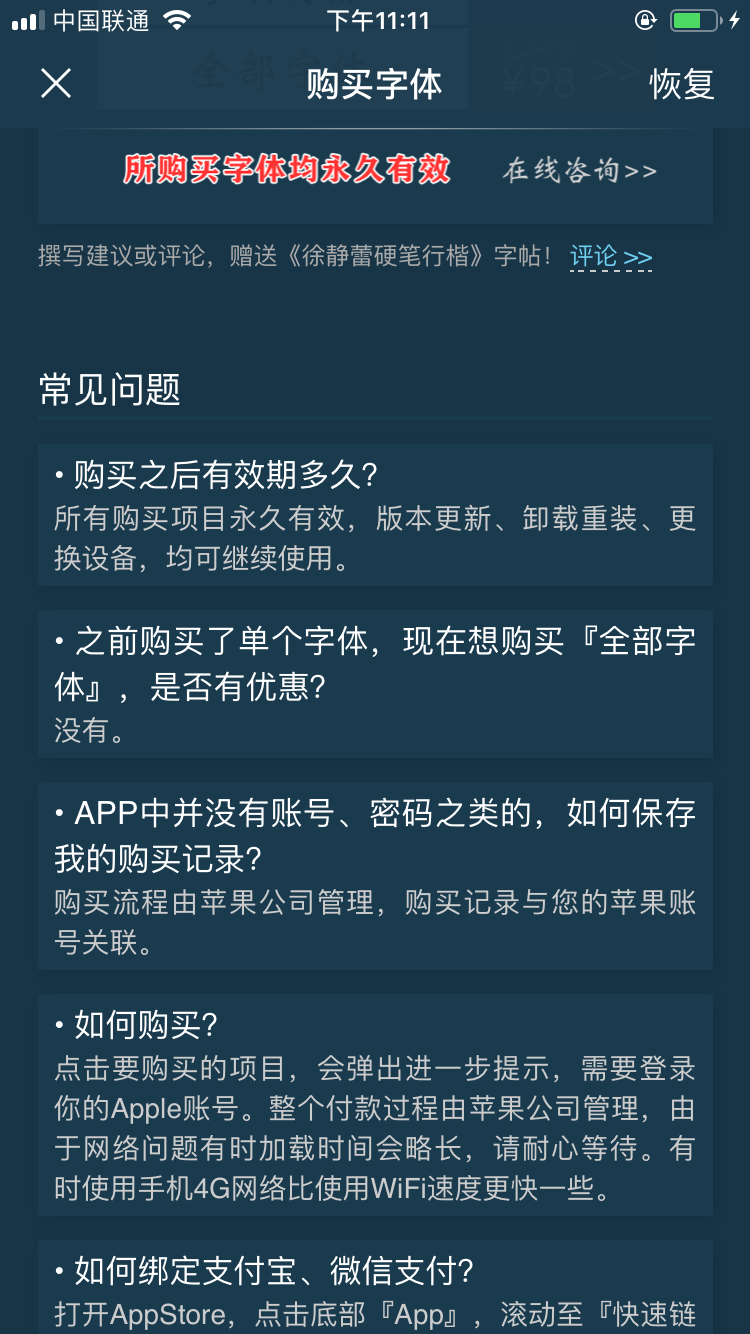 中国联通
下午11:11
全部字体
¥98 >>
购买字体
恢复
所购买字体均永久有效
在线咨询>>
撰写建议或评论，赠送《徐静蕾硬笔行楷》字帖！ 评论 >>
常见问题
• 购买之后有效期多久?
所有购买项目永久有效，版本更新、卸载重装、更
换设备，均可继续使用。
• 之前购买了单个字体，现在想购买『全部字
体』，是否有优惠?
没有。
• APP中并没有账号、密码之类的，如何保存
我的购买记录?
购买流程由苹果公司管理，购买记录与您的苹果账
号关联。
• 如何购买?
点击要购买的项目，会弹出进一步提示，需要登录
你的Apple账号。整个付款过程由苹果公司管理，由
于网络问题有时加载时间会略长，请耐心等待。有
时使用手机4G网络比使用WiFi速度更快一些。
• 如何绑定支付宝、微信支付?
打开AppStore，点击底部『App』，滚动至『快速链